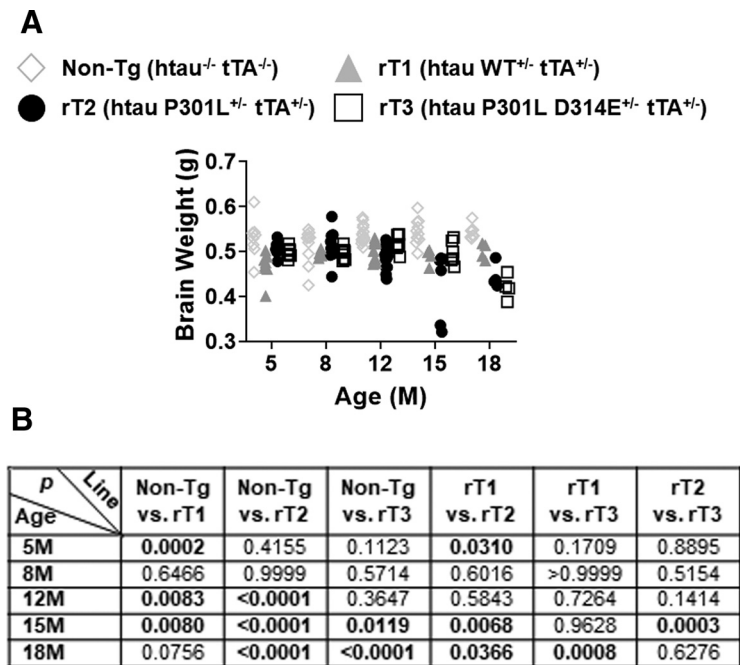 A
Non-Tg (htau-/- tTA-/-)
rT1 (htau WT+/- tTA+/-)
rT2 (htau P301L+/- tTA+/-)
rT3 (htau P301L D314E+/- tTA+/-)
Brain Weight (g)
0.7
0.6
0.5
0.4
0.3
5 8 12 15 18
Age (M)
B
p Line Age Non-Tg vs. rT1 Non-Tg vs. rT2 Non-Tg vs. rT3 rT1 vs. rT2 rT1 vs. rT3 rT2 vs. rT3
5M 0.0002 0.4155 0.1123 0.0310 0.1709 0.8895
8M 0.6466 0.9999 0.5714 0.6016 >0.9999 0.5154
12M 0.0083 <0.0001 0.3647 0.5843 0.7264 0.1414
15M 0.0080 <0.0001 0.0119 0.0068 0.9628 0.0003
18M 0.0756 <0.0001 <0.0001 0.0366 0.0008 0.6276